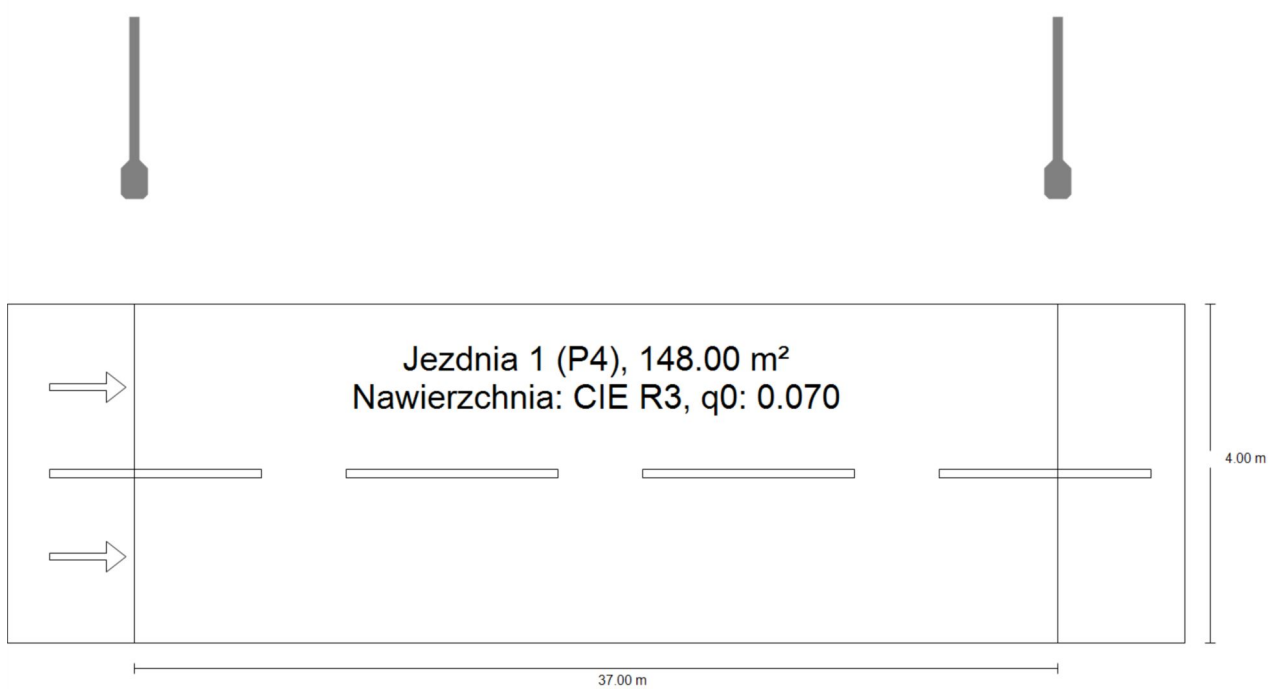 Jezdnia 1 (P4), 148.00 m²
Nawierzchnia: CIE R3, q0: 0.070
4.00 m
37.00 m